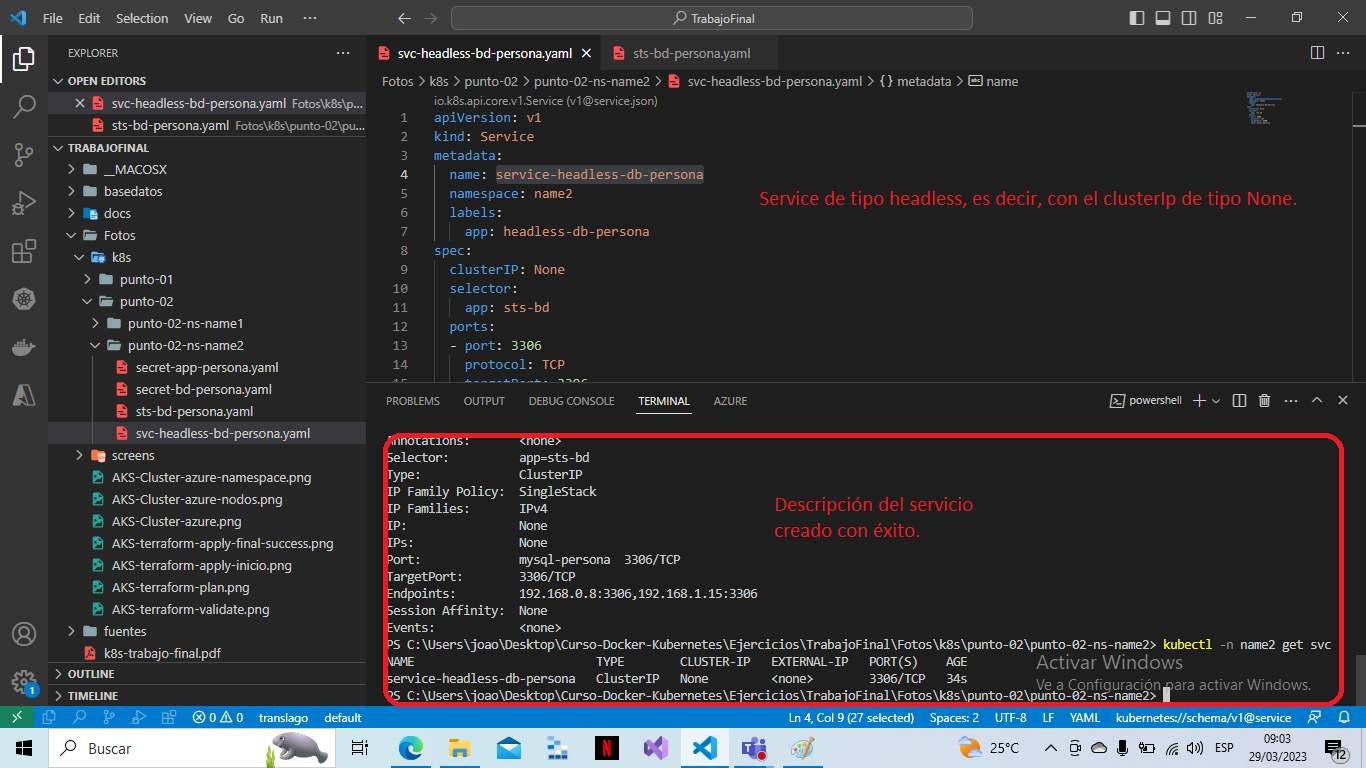 File Edit Selection View Go Run ···
TrabajoFinal
EXPLORER
OPEN EDITORS
svc-headless-bd-persona.yaml Fotos\k8s\p...
sts-bd-persona.yaml Fotos\k8s\punto-02\pu...
TRABAJOFINAL
__MACOSX
basedatos
docs
Fotos
k8s
punto-01
punto-02
punto-02-ns-name1
punto-02-ns-name2
secret-app-persona.yaml
secret-bd-persona.yaml
sts-bd-persona.yaml
svc-headless-bd-persona.yaml
screens
AKS-Cluster-azure-namespace.png
AKS-Cluster-azure-nodos.png
AKS-Cluster-azure.png
AKS-terraform-apply-final-success.png
AKS-terraform-apply-inicio.png
AKS-terraform-plan.png
AKS-terraform-validate.png
fuentes
k8s-trabajo-final.pdf
OUTLINE
TIMELINE
svc-headless-bd-persona.yaml
sts-bd-persona.yaml
Fotos > k8s > punto-02 > punto-02-ns-name2 > svc-headless-bd-persona.yaml > {} metadata > abc name
io.k8s.api.core.v1.Service (v1@service.json)
1 apiVersion: v1
2 kind: Service
3 metadata:
4 name: service-headless-db-persona
5 namespace: name2
6 labels:
7 app: headless-db-persona
8 spec:
9 clusterIP: None
10 selector:
11 app: sts-bd
12 ports:
13 - port: 3306
14 protocol: TCP
15 targetPort: 3306
Service de tipo headless, es decir, con el clusterIp de tipo None.
PROBLEMS OUTPUT DEBUG CONSOLE TERMINAL AZURE
powershell
Annotations: <none>
Selector: app=sts-bd
Type: ClusterIP
IP Family Policy: SingleStack
IP Families: IPv4
IP: None
IPs: None
Port: mysql-persona 3306/TCP
TargetPort: 3306/TCP
Endpoints: 192.168.0.8:3306,192.168.1.15:3306
Session Affinity: None
Events: <none>
Descripción del servicio
creado con éxito.
PS C:\Users\joao\Desktop\Curso-Docker-Kubernetes\Ejercicios\TrabajoFinal\Fotos\k8s\punto-02\punto-02-ns-name2> kubectl -n name2 get svc
NAME TYPE CLUSTER-IP EXTERNAL-IP PORT(S) AGE
service-headless-db-persona ClusterIP None <none> 3306/TCP 34s
PS C:\Users\joao\Desktop\Curso-Docker-Kubernetes\Ejercicios\TrabajoFinal\Fotos\k8s\punto-02\punto-02-ns-name2>
Activar Windows
Ve a Configuración para activar Windows.
1
0 0 translago default
Ln 4, Col 9 (27 selected) Spaces: 2 UTF-8 LF YAML kubernetes://schema/v1@service
Buscar
N
25°C
ESP
09:03
29/03/2023
12